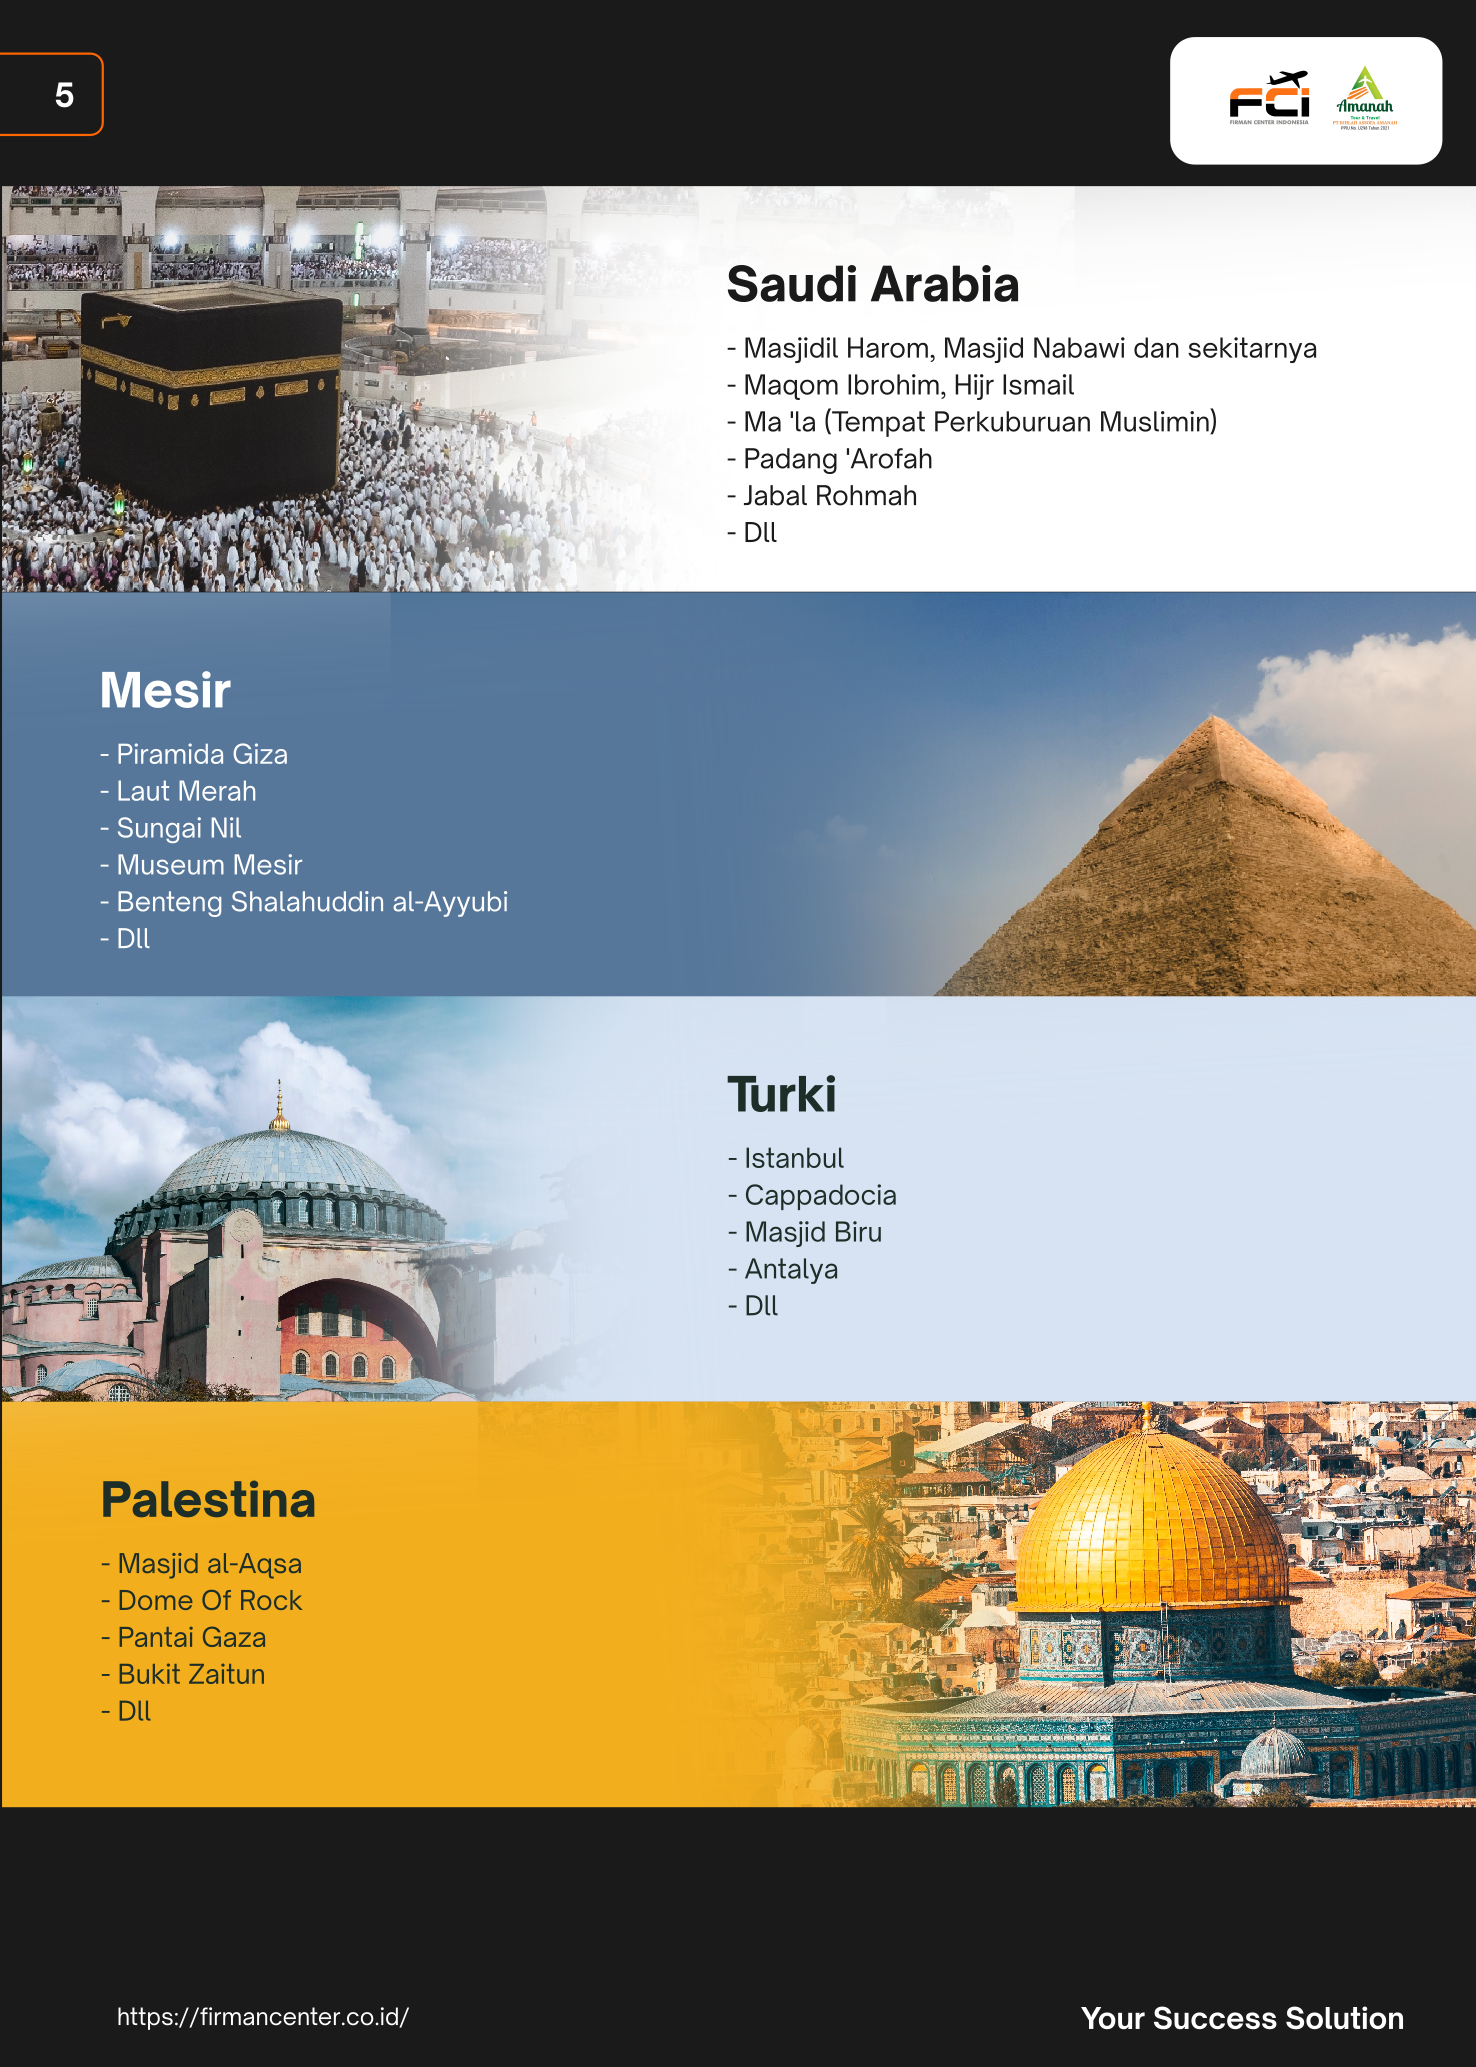 5
FCI
FIRMAN CENTER INDONESIA
Amanah
Tour & Travel
Saudi Arabia
- Masjidil Harom, Masjid Nabawi dan sekitarnya
- Maqom Ibrohim, Hijr Ismail
- Ma 'la (Tempat Perkuburuan Muslimin)
- Padang 'Arofah
- Jabal Rohmah
- Dll
Mesir
- Piramida Giza
- Laut Merah
- Sungai Nil
- Museum Mesir
- Benteng Shalahuddin al-Ayyubi
- Dll
Turki
- Istanbul
- Cappadocia
- Masjid Biru
- Antalya
- Dll
Palestina
- Masjid al-Aqsa
- Dome Of Rock
- Pantai Gaza
- Bukit Zaitun
- Dll
https://firmancenter.co.id/
Your Success Solution